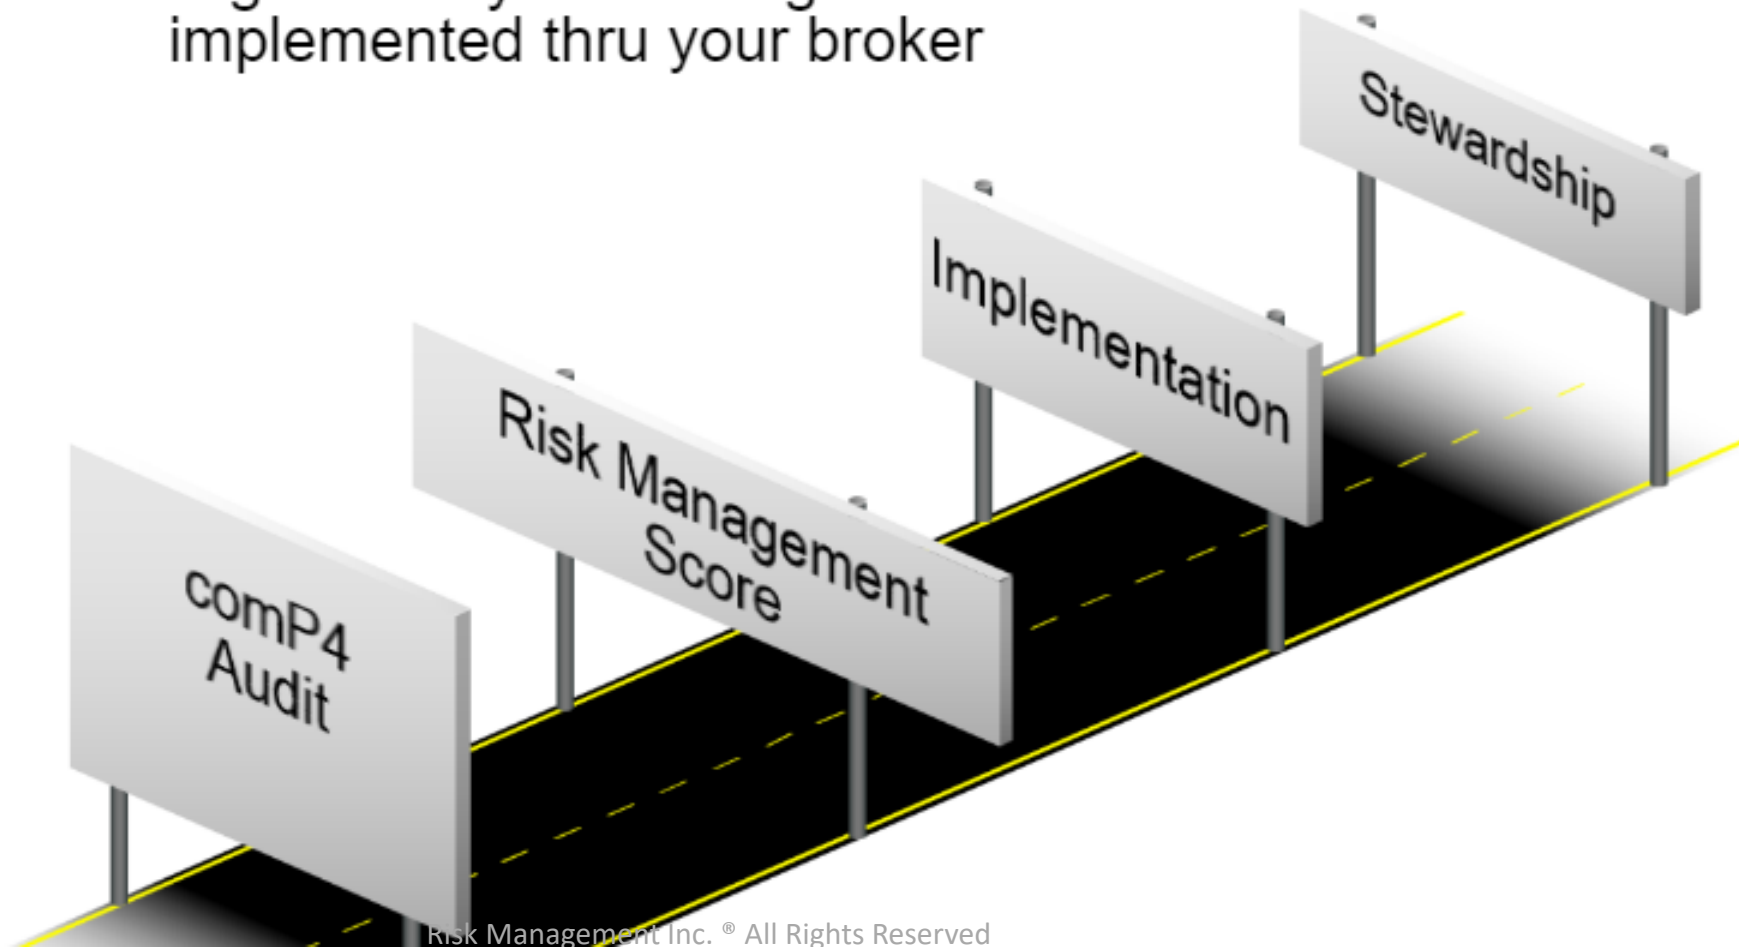 implemented thru your broker
Stewardship
Implementation
Risk Management
Score
comP4
Audit
Risk Management Inc. ® All Rights Reserved